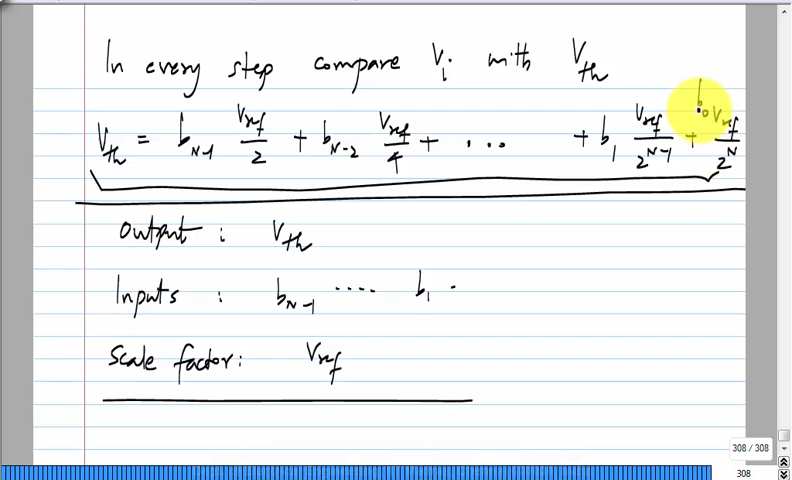 In every step compare Vi with Vth
Vth = bN-1 Vref/2 + bN-2 Vref/4 + ... + b1 Vref/2^N-1 + b0 Vref/2^N
Output : Vth
Inputs : bN-1 .... b1 .
Scale factor: Vref
308 / 308
308